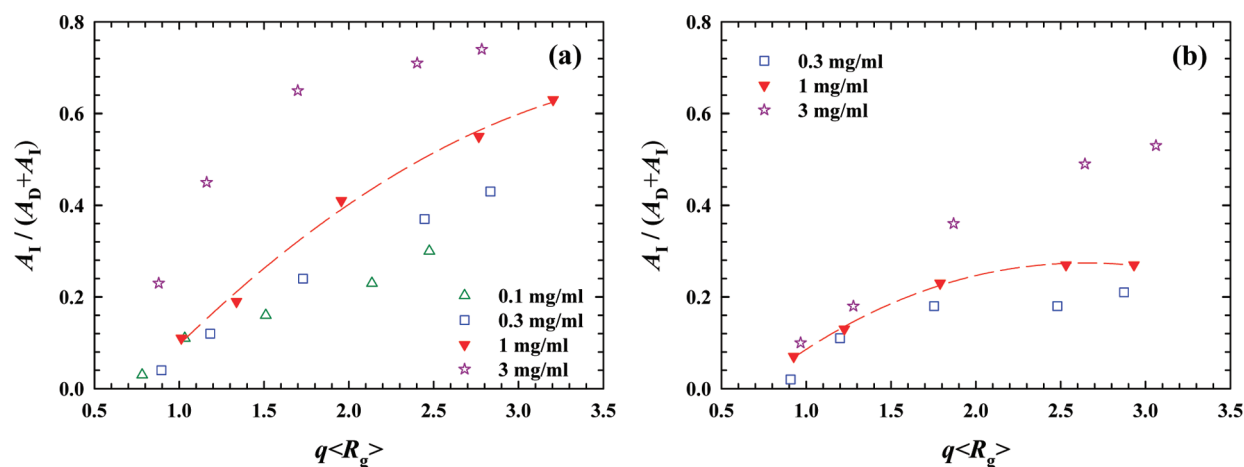 (a)
0.8
0.6
0.4
0.2
0.0
A_I / (A_D+A_I)
0.1 mg/ml
0.3 mg/ml
1 mg/ml
3 mg/ml
0.5 1.0 1.5 2.0 2.5 3.0 3.5
q<R_g>
(b)
0.8
0.6
0.4
0.2
0.0
A_I / (A_D+A_I)
0.3 mg/ml
1 mg/ml
3 mg/ml
0.5 1.0 1.5 2.0 2.5 3.0 3.5
q<R_g>